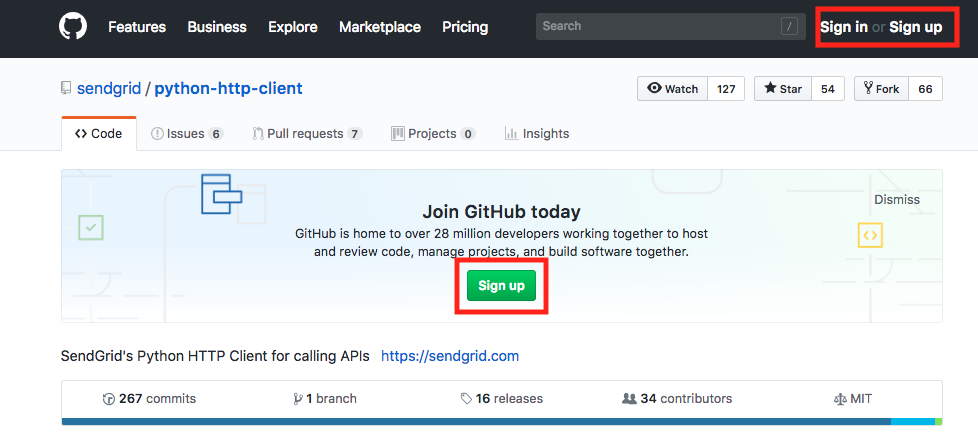 Features Business Explore Marketplace Pricing Search / Sign in or Sign up
sendgrid / python-http-client Watch 127 Star 54 Fork 66
Code Issues 6 Pull requests 7 Projects 0 Insights
Dismiss
Join GitHub today
GitHub is home to over 28 million developers working together to host
and review code, manage projects, and build software together.
Sign up
SendGrid's Python HTTP Client for calling APIs https://sendgrid.com
267 commits 1 branch 16 releases 34 contributors MIT